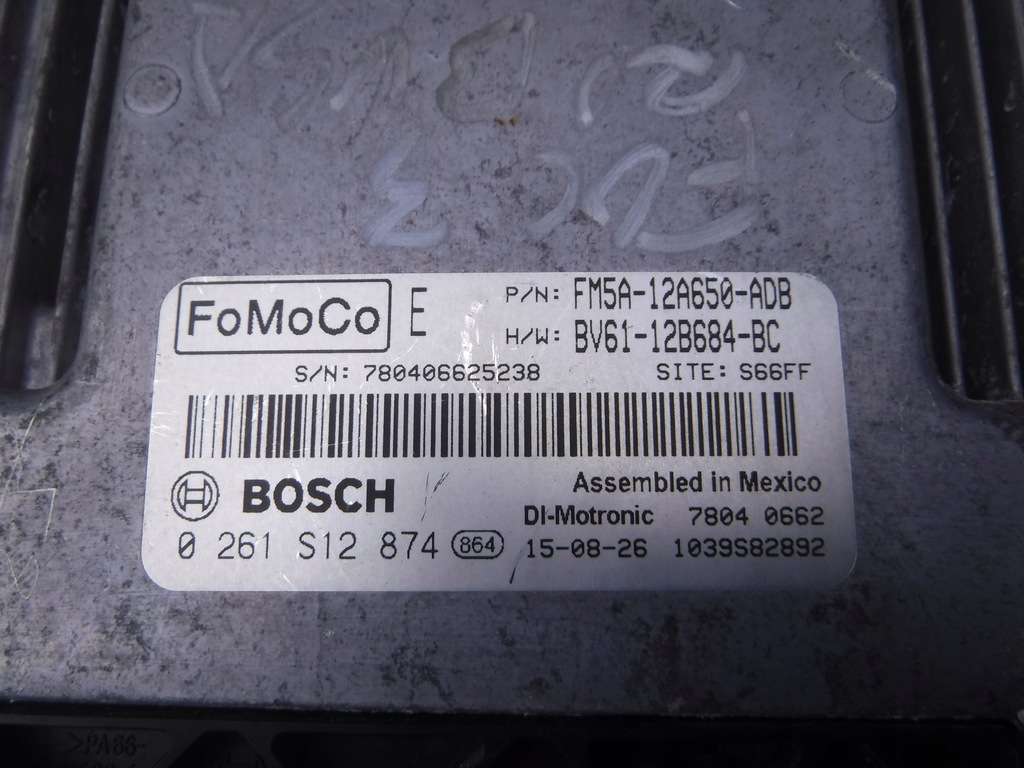 FoMoCo E P/N: FM5A-12A650-ADB
H/W: BV61-12B684-BC
S/N: 780406625238 SITE: S66FF
BOSCH Assembled in Mexico
DI-Motronic 7804 0662
0 261 S12 874 864 15-08-26 1039S82892
>PA66-